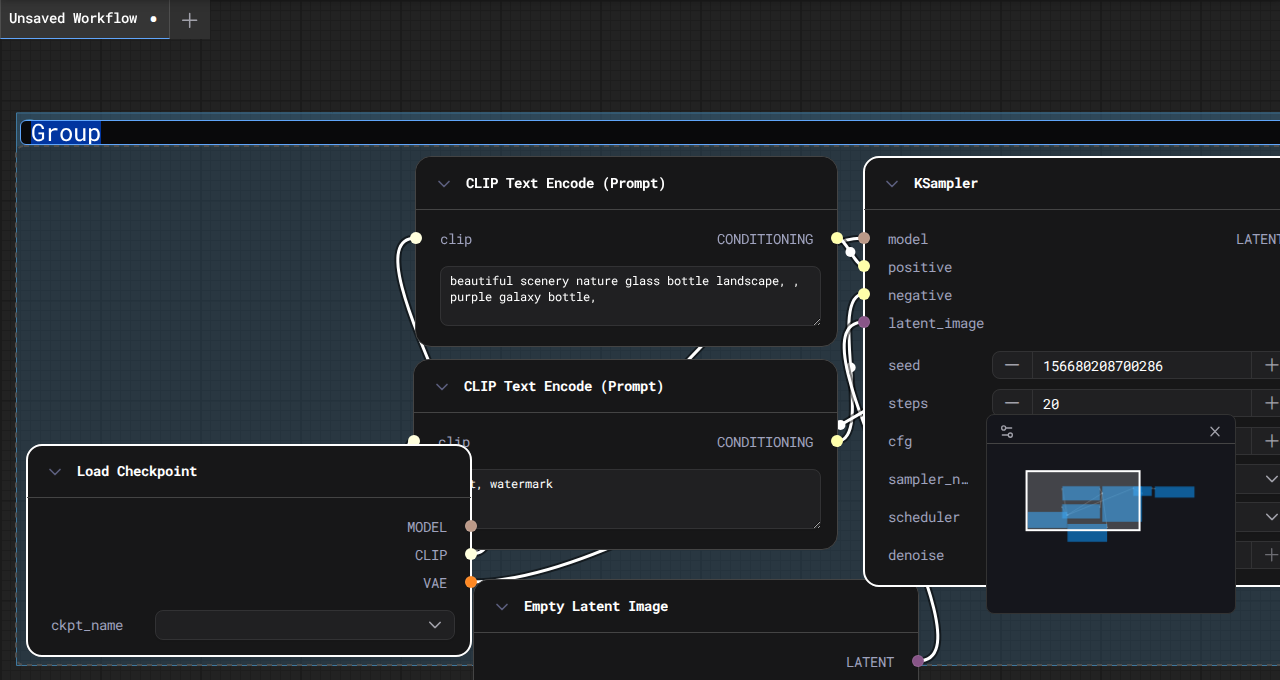 Unsaved Workflow
Group
CLIP Text Encode (Prompt)
clip
CONDITIONING
beautiful scenery nature glass bottle landscape, ,
purple galaxy bottle,
CLIP Text Encode (Prompt)
clip
CONDITIONING
watermark
Load Checkpoint
MODEL
CLIP
VAE
ckpt_name
Empty Latent Image
LATENT
KSampler
model
LATENT
positive
negative
latent_image
seed
156680208700286
steps
20
cfg
sampler_n…
scheduler
denoise